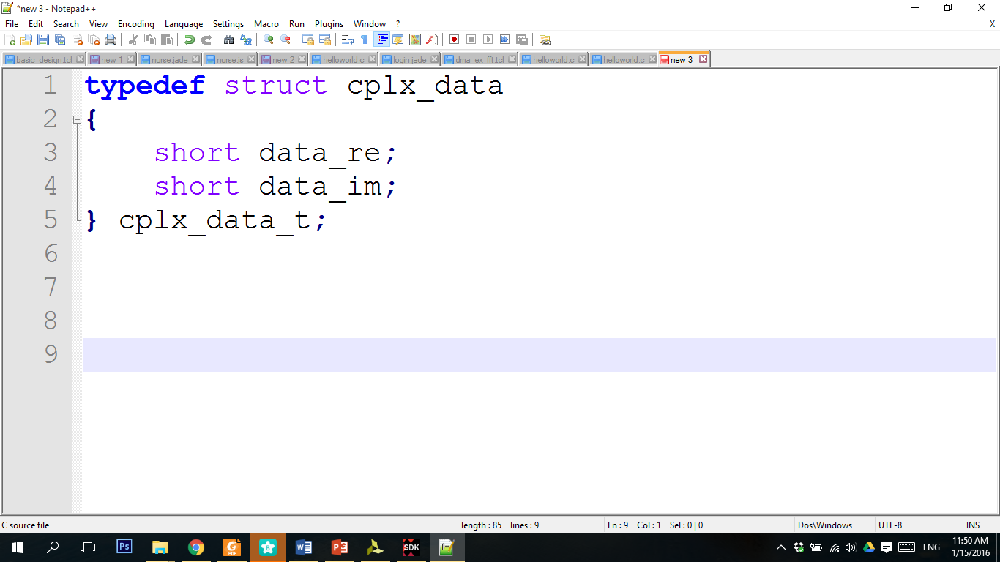 *new 3 - Notepad++
File Edit Search View Encoding Language Settings Macro Run Plugins Window ? X
basic_design.tcl new 1 nurse.jade nurse.js new 2 helloworld.c login.jade dma_ex_fft.tcl helloworld.c helloworld.c new 3
1 typedef struct cplx_data
2 {
3 short data_re;
4 short data_im;
5 } cplx_data_t;
6
7
8
9
C source file length : 85 lines : 9 Ln : 9 Col : 1 Sel : 0 | 0 Dos\Windows UTF-8 INS
Ps PDF B W P SDK ENG 11:50 AM
1/15/2016